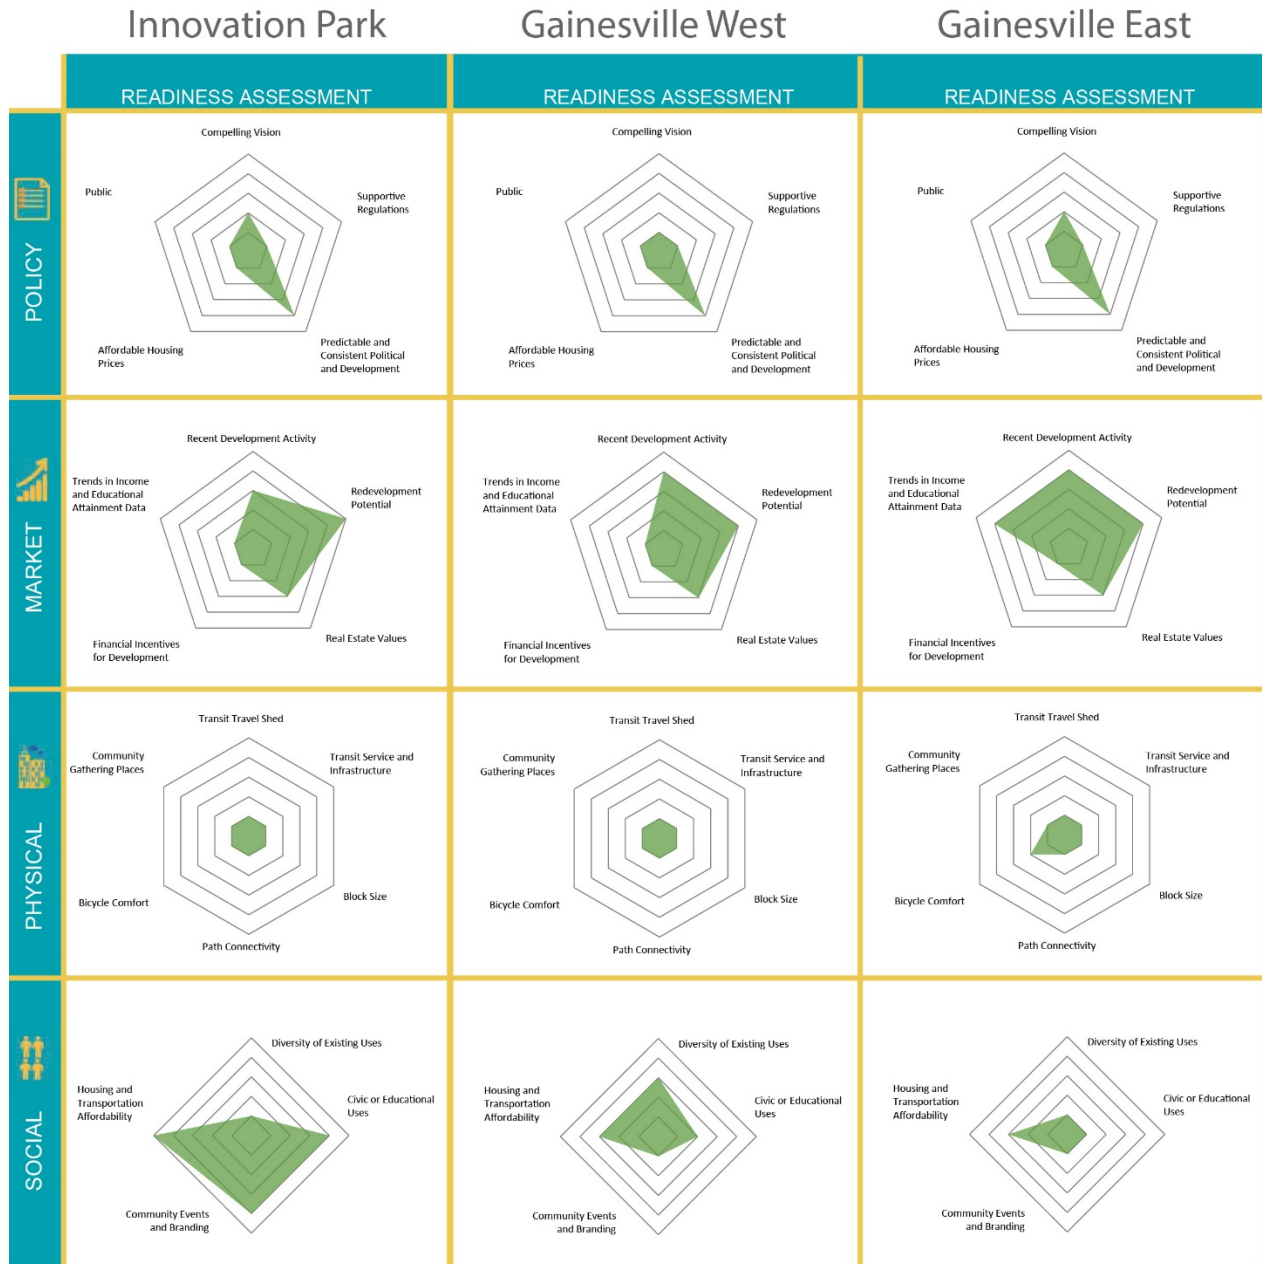 Innovation Park
Gainesville West
Gainesville East
READINESS ASSESSMENT
READINESS ASSESSMENT
READINESS ASSESSMENT
POLICY
Compelling Vision
Public
Supportive
Regulations
Affordable Housing
Prices
Predictable and
Consistent Political
and Development
Compelling Vision
Public
Supportive
Regulations
Affordable Housing
Prices
Predictable and
Consistent Political
and Development
Compelling Vision
Public
Supportive
Regulations
Affordable Housing
Prices
Predictable and
Consistent Political
and Development
MARKET
Recent Development Activity
Trends in Income
and Educational
Attainment Data
Redevelopment
Potential
Financial Incentives
for Development
Real Estate Values
Recent Development Activity
Trends in Income
and Educational
Attainment Data
Redevelopment
Potential
Financial Incentives
for Development
Real Estate Values
Recent Development Activity
Trends in Income
and Educational
Attainment Data
Redevelopment
Potential
Financial Incentives
for Development
Real Estate Values
PHYSICAL
Transit Travel Shed
Community
Gathering Places
Transit Service and
Infrastructure
Bicycle Comfort
Block Size
Path Connectivity
Transit Travel Shed
Community
Gathering Places
Transit Service and
Infrastructure
Bicycle Comfort
Block Size
Path Connectivity
Transit Travel Shed
Community
Gathering Places
Transit Service and
Infrastructure
Bicycle Comfort
Block Size
Path Connectivity
SOCIAL
Diversity of Existing Uses
Housing and
Transportation
Affordability
Civic or Educational
Uses
Community Events
and Branding
Diversity of Existing Uses
Housing and
Transportation
Affordability
Civic or Educational
Uses
Community Events
and Branding
Diversity of Existing Uses
Housing and
Transportation
Affordability
Civic or Educational
Uses
Community Events
and Branding